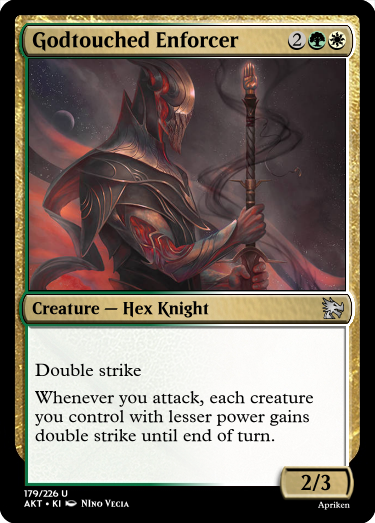 Godtouched Enforcer 2
Creature — Hex Knight
Double strike
Whenever you attack, each creature
you control with lesser power gains
double strike until end of turn.
2/3
179/226 U
AKT • KI NINO VECIA
Apriken